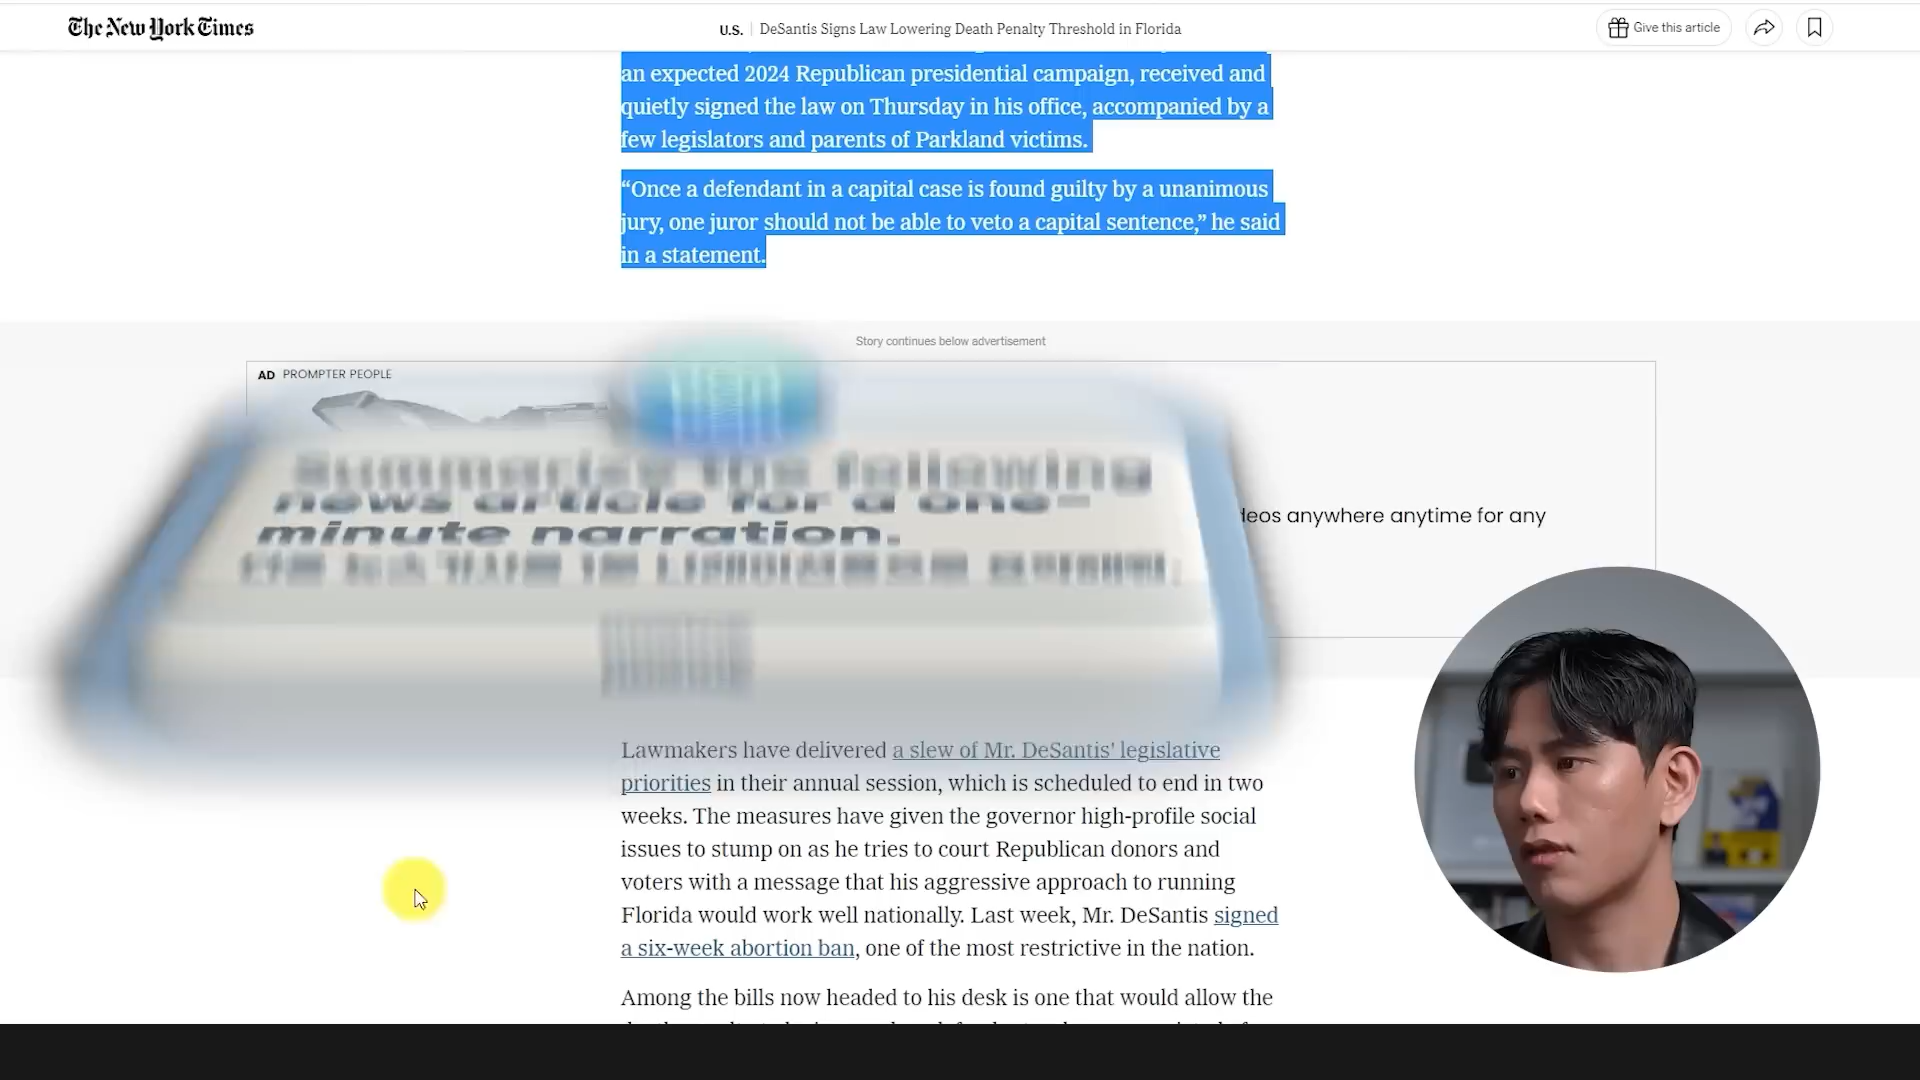 The New York Times
U.S. | DeSantis Signs Law Lowering Death Penalty Threshold in Florida
Give this article
an expected 2024 Republican presidential campaign, received and
quietly signed the law on Thursday in his office, accompanied by a
few legislators and parents of Parkland victims.
“Once a defendant in a capital case is found guilty by a unanimous
jury, one juror should not be able to veto a capital sentence,” he said
in a statement.
Story continues below advertisement
AD PROMPTER PEOPLE
Summarize the following
news article for a one-
minute narration.
deos anywhere anytime for any
Lawmakers have delivered a slew of Mr. DeSantis' legislative
priorities in their annual session, which is scheduled to end in two
weeks. The measures have given the governor high-profile social
issues to stump on as he tries to court Republican donors and
voters with a message that his aggressive approach to running
Florida would work well nationally. Last week, Mr. DeSantis signed
a six-week abortion ban, one of the most restrictive in the nation.
Among the bills now headed to his desk is one that would allow the